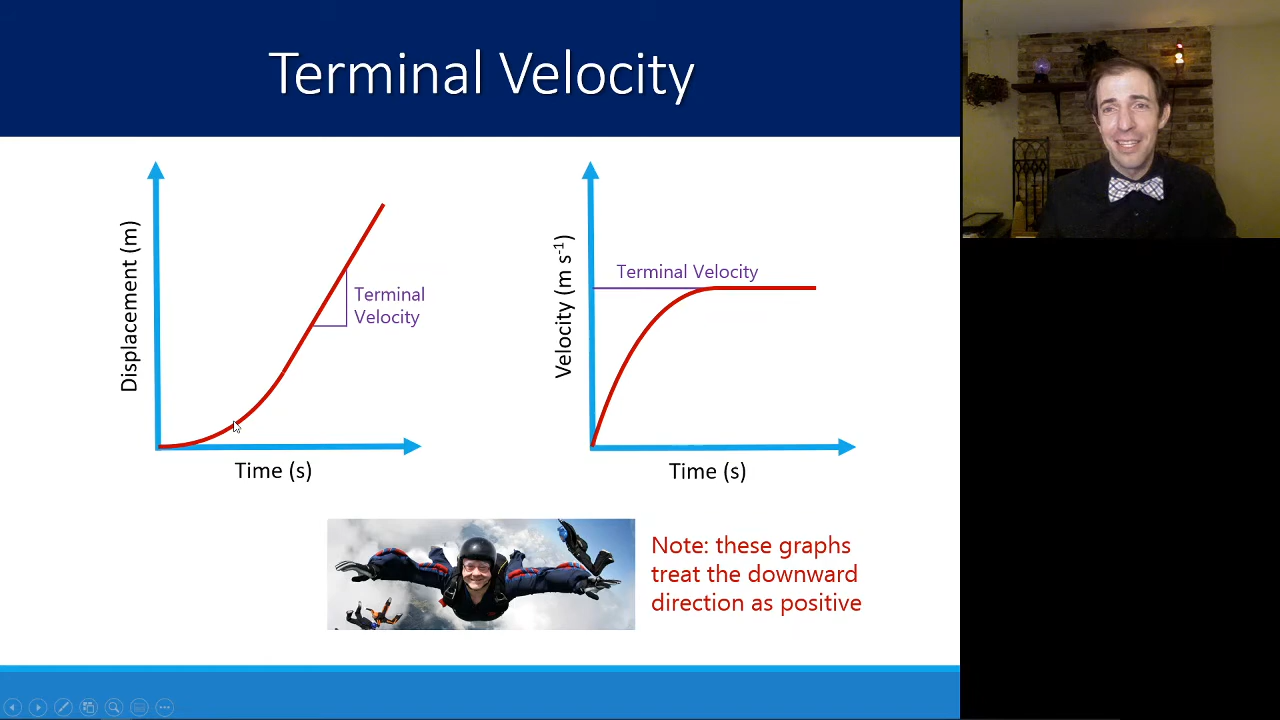 Terminal Velocity
Displacement (m)
Terminal
Velocity
Time (s)
Velocity (m s⁻¹)
Terminal Velocity
Time (s)
Note: these graphs
treat the downward
direction as positive